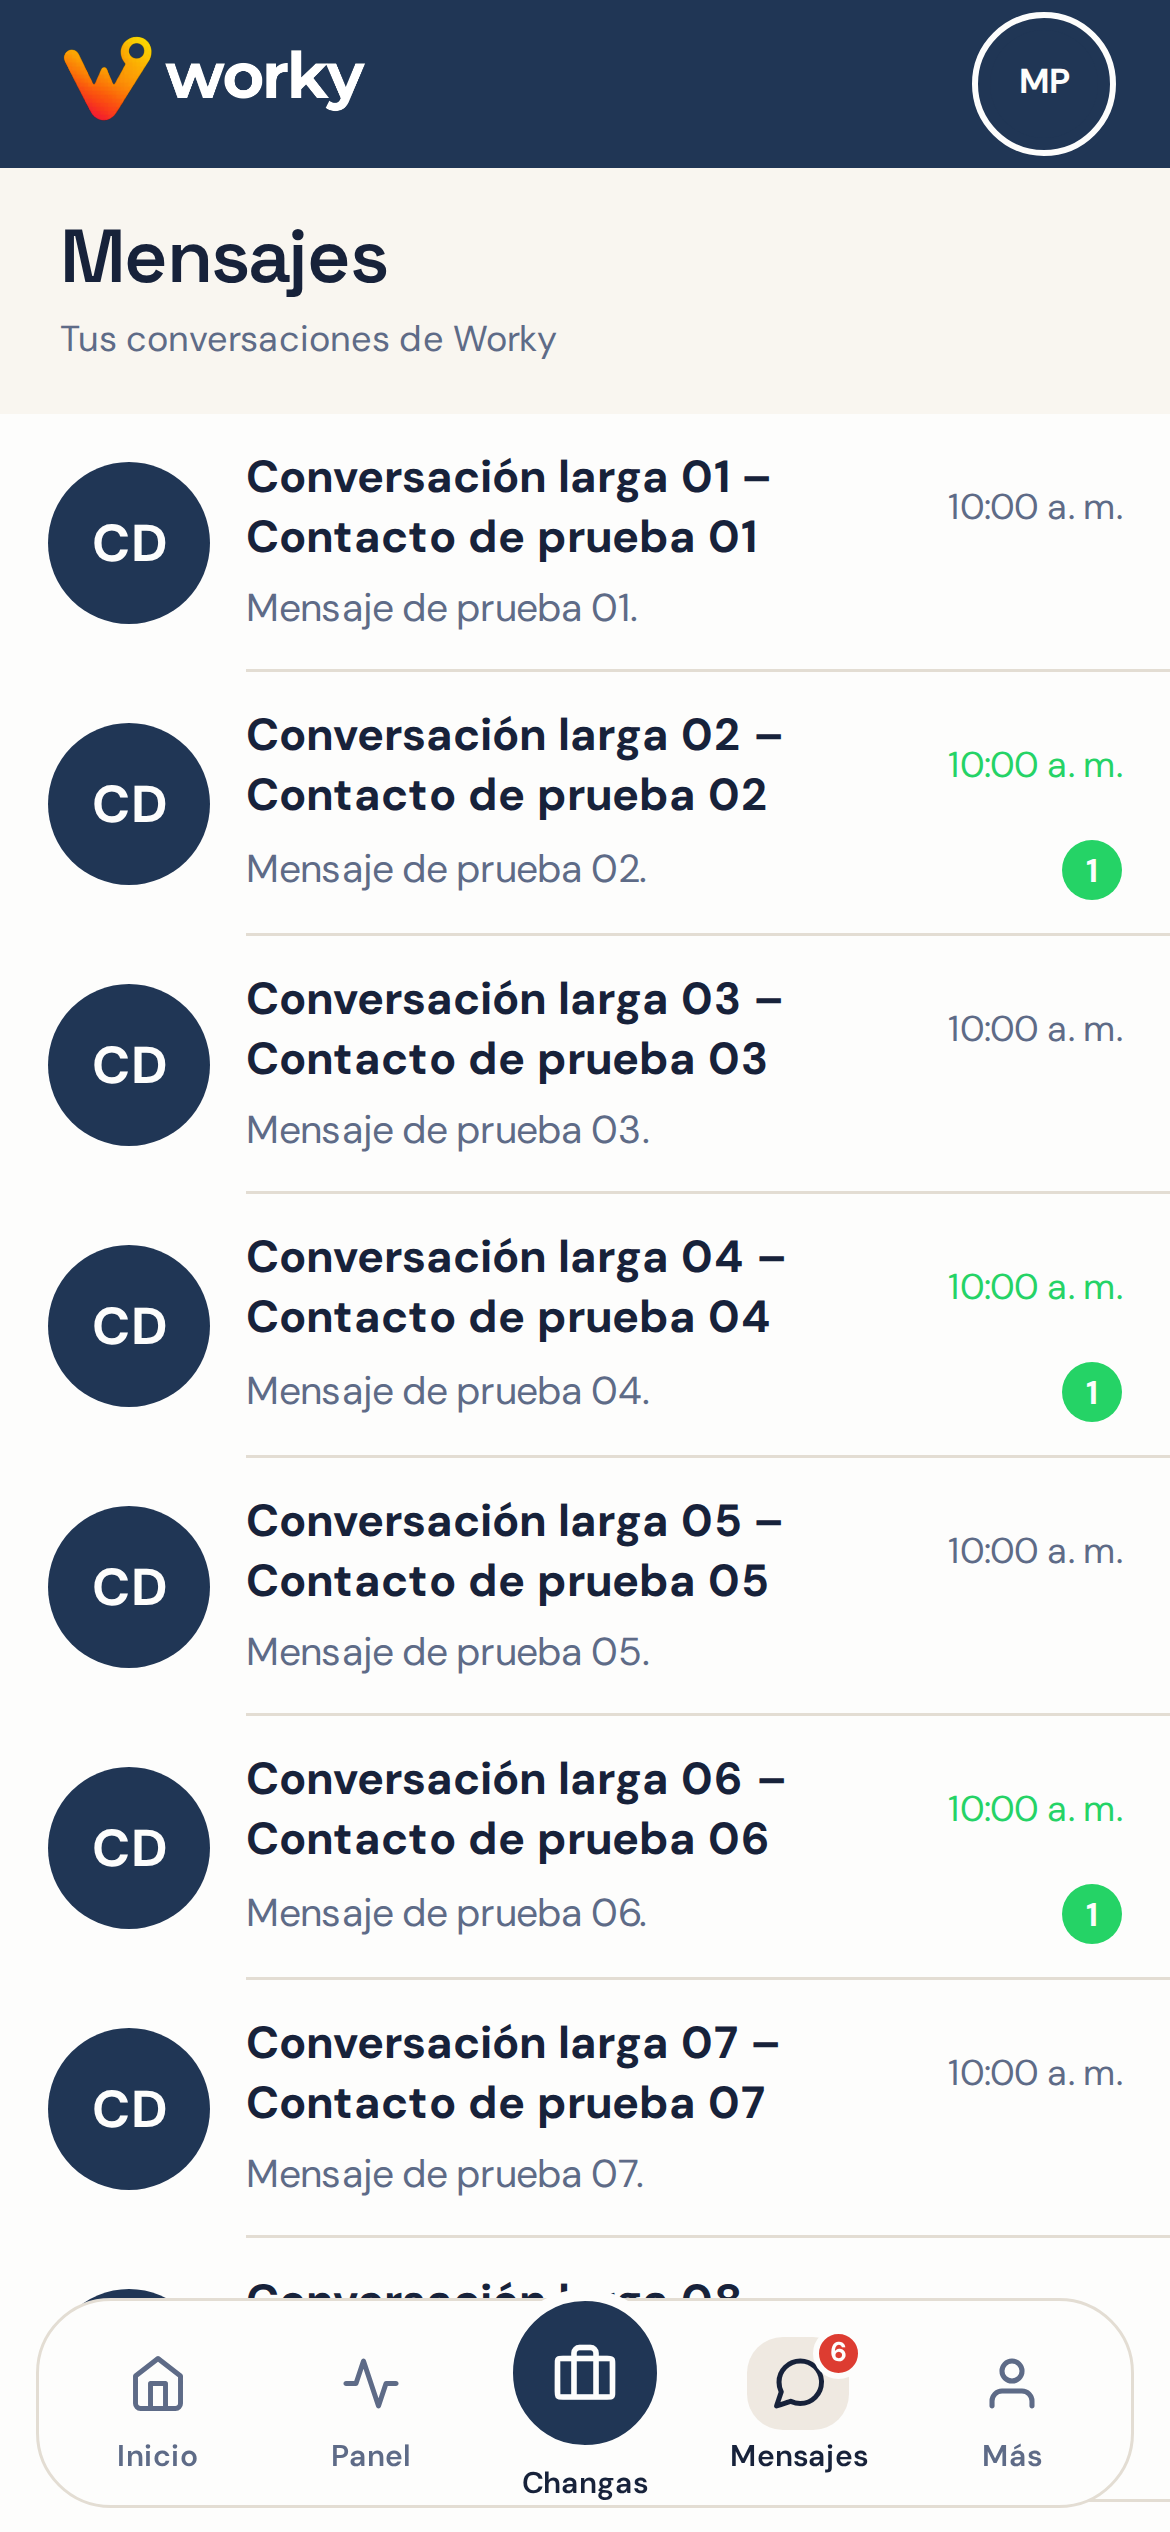 worky
MP
Mensajes
Tus conversaciones de Worky
CD
Conversación larga 01 –
Contacto de prueba 01
10:00 a. m.
Mensaje de prueba 01.
CD
Conversación larga 02 –
Contacto de prueba 02
10:00 a. m.
Mensaje de prueba 02.
1
CD
Conversación larga 03 –
Contacto de prueba 03
10:00 a. m.
Mensaje de prueba 03.
CD
Conversación larga 04 –
Contacto de prueba 04
10:00 a. m.
Mensaje de prueba 04.
1
CD
Conversación larga 05 –
Contacto de prueba 05
10:00 a. m.
Mensaje de prueba 05.
CD
Conversación larga 06 –
Contacto de prueba 06
10:00 a. m.
Mensaje de prueba 06.
1
CD
Conversación larga 07 –
Contacto de prueba 07
10:00 a. m.
Mensaje de prueba 07.
Conversación larga 08
6
Inicio
Panel
Changas
Mensajes
Más